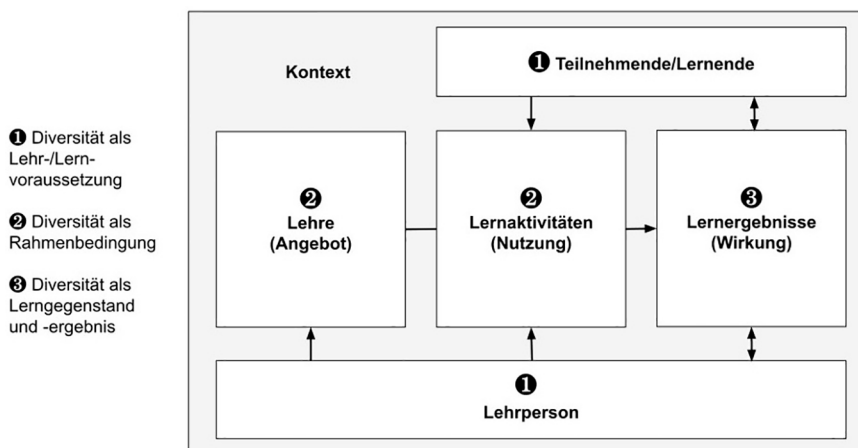 ❶ Teilnehmende/Lernende
Kontext
❶ Diversität als
Lehr-/Lern-
voraussetzung
❷ Diversität als
Rahmenbedingung
❸ Diversität als
Lerngegenstand
und -ergebnis
❷
Lehre
(Angebot)
❷
Lernaktivitäten
(Nutzung)
❸
Lernergebnisse
(Wirkung)
❶
Lehrperson